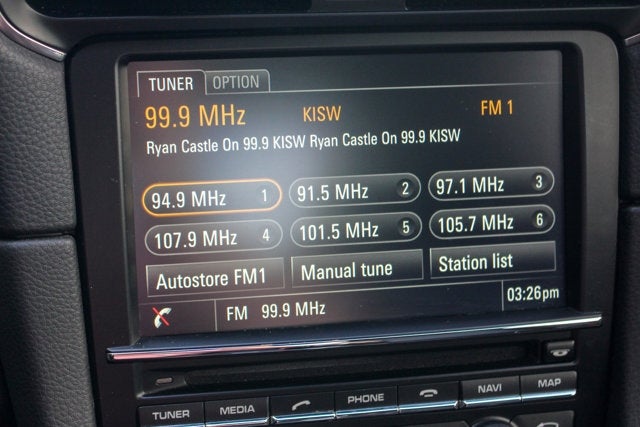 TUNER OPTION
99.9 MHz KISW FM 1
Ryan Castle On 99.9 KISW Ryan Castle On 99.9 KISW
94.9 MHz 1 91.5 MHz 2 97.1 MHz 3
107.9 MHz 4 101.5 MHz 5 105.7 MHz 6
Autostore FM1 Manual tune Station list
FM 99.9 MHz 03:26pm
TUNER MEDIA PHONE NAVI MAP